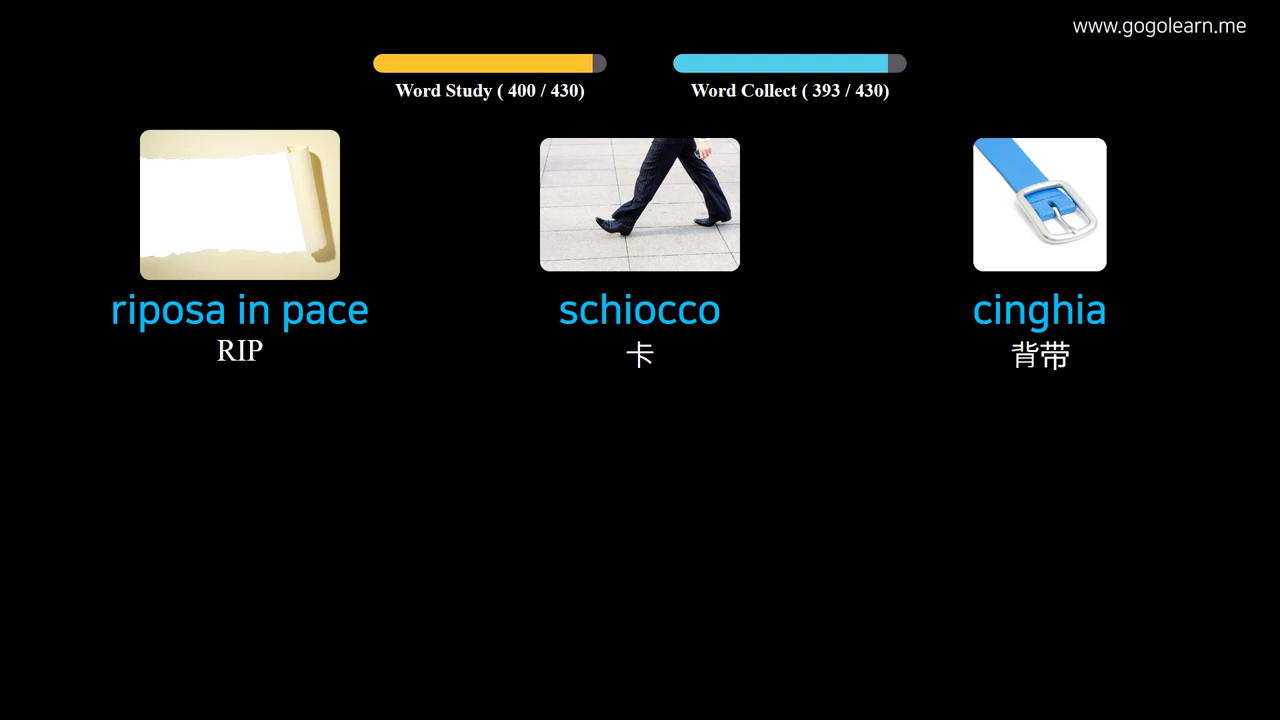 www.gogolearn.me
Word Study ( 400 / 430)
Word Collect ( 393 / 430)
riposa in pace
RIP
schiocco
卡
cinghia
背带